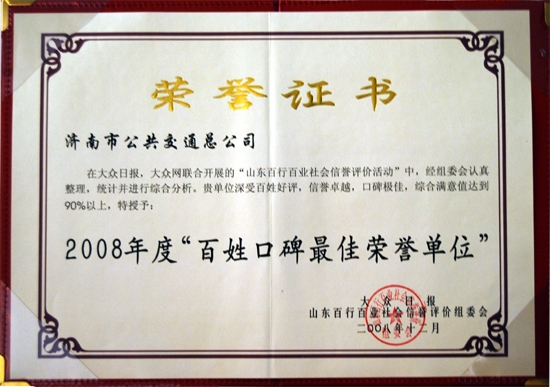 荣誉证书
济南市公共交通总公司
在大众日报，大众网联合开展的“山东百行百业社会信誉评价活动”中，经组委会认真
整理，统计并进行综合分析。贵单位深受百姓好评，信誉卓越，口碑极佳，综合满意值达到
90%以上，特授予：
2008年度“百姓口碑最佳荣誉单位”
大众日报
山东百行百业社会信誉评价组委会
二〇〇八年十二月